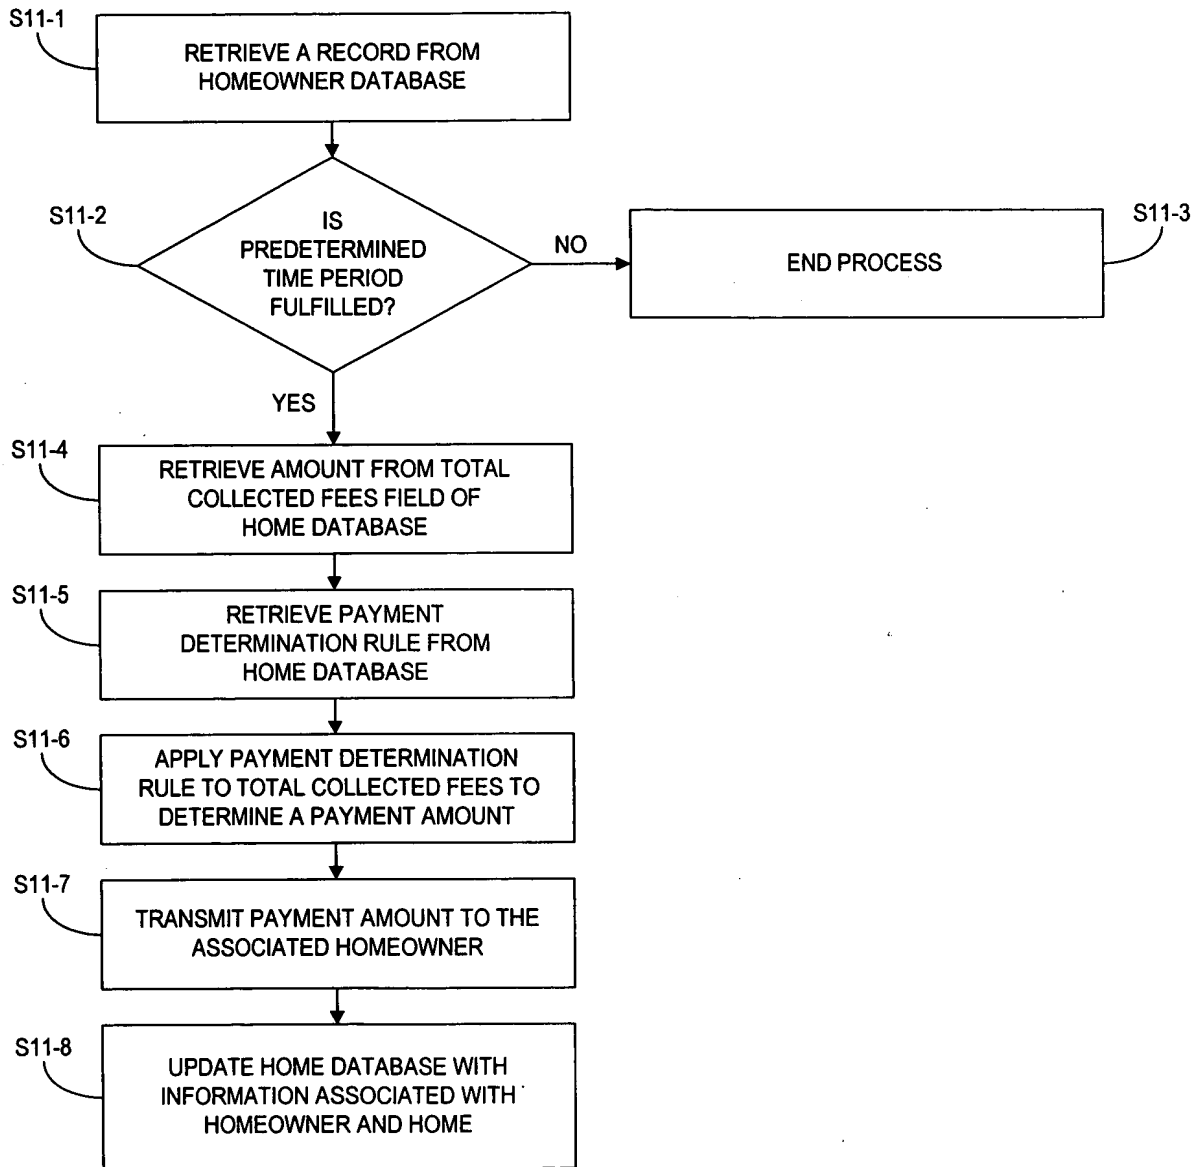 S11-1
RETRIEVE A RECORD FROM
HOMEOWNER DATABASE
S11-2
IS
PREDETERMINED
TIME PERIOD
FULFILLED?
NO
S11-3
END PROCESS
YES
S11-4
RETRIEVE AMOUNT FROM TOTAL
COLLECTED FEES FIELD OF
HOME DATABASE
S11-5
RETRIEVE PAYMENT
DETERMINATION RULE FROM
HOME DATABASE
S11-6
APPLY PAYMENT DETERMINATION
RULE TO TOTAL COLLECTED FEES TO
DETERMINE A PAYMENT AMOUNT
S11-7
TRANSMIT PAYMENT AMOUNT TO THE
ASSOCIATED HOMEOWNER
S11-8
UPDATE HOME DATABASE WITH
INFORMATION ASSOCIATED WITH
HOMEOWNER AND HOME